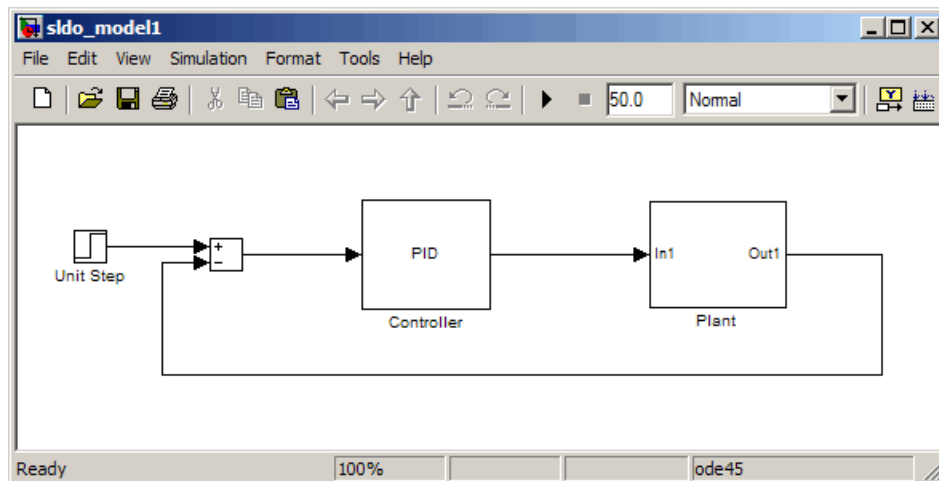 sldo_model1
File Edit View Simulation Format Tools Help
50.0 Normal
Unit Step
+
−
PID
Controller
In1 Out1
Plant
Ready 100% ode45